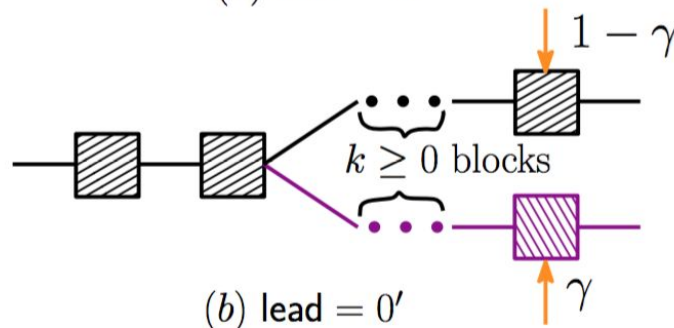 1 − γ
k ≥ 0 blocks
γ
(b) lead = 0′